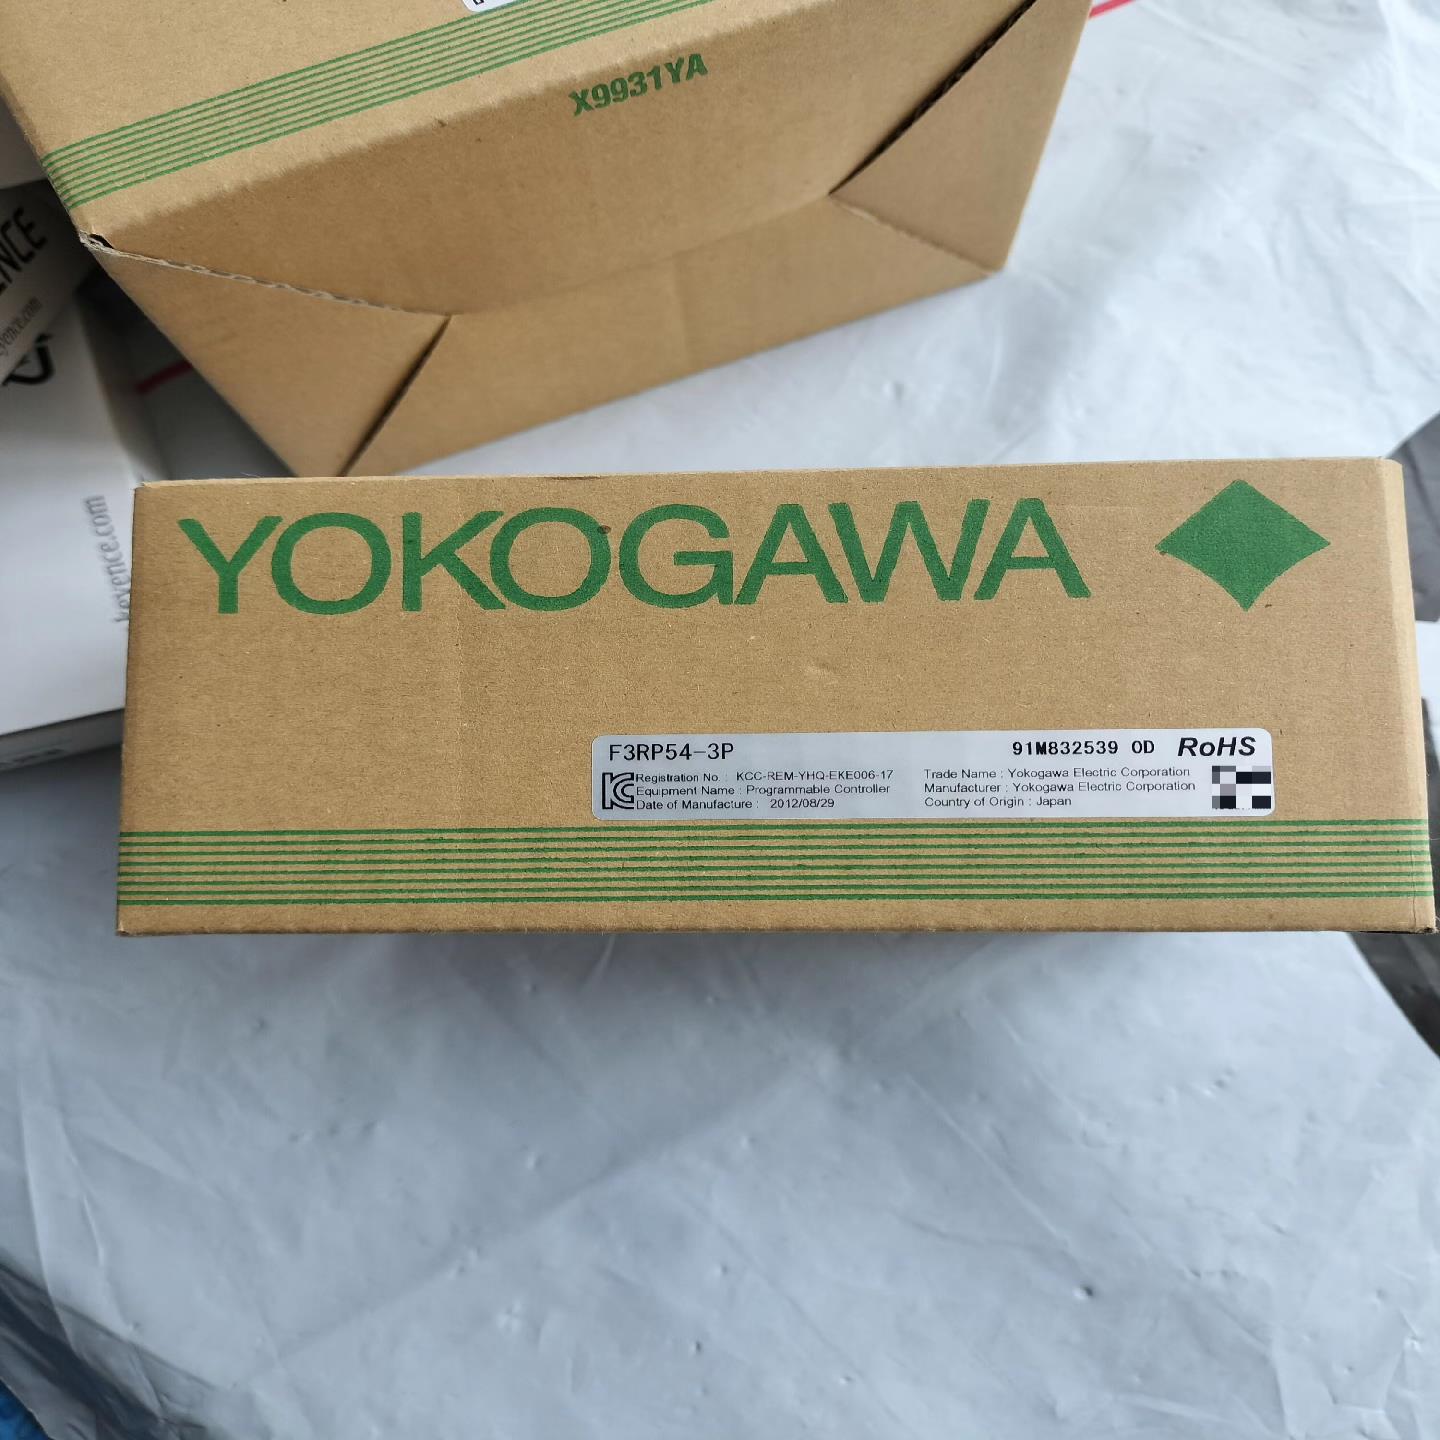 X9931YA
keyence.com
YOKOGAWA
F3RP54-3P
91M832539 0D RoHS
Registration No. : KCC-REM-YHQ-EKE006-17
Equipment Name : Programmable Controller
Date of Manufacture : 2012/08/29
Trade Name : Yokogawa Electric Corporation
Manufacturer : Yokogawa Electric Corporation
Country of Origin : Japan